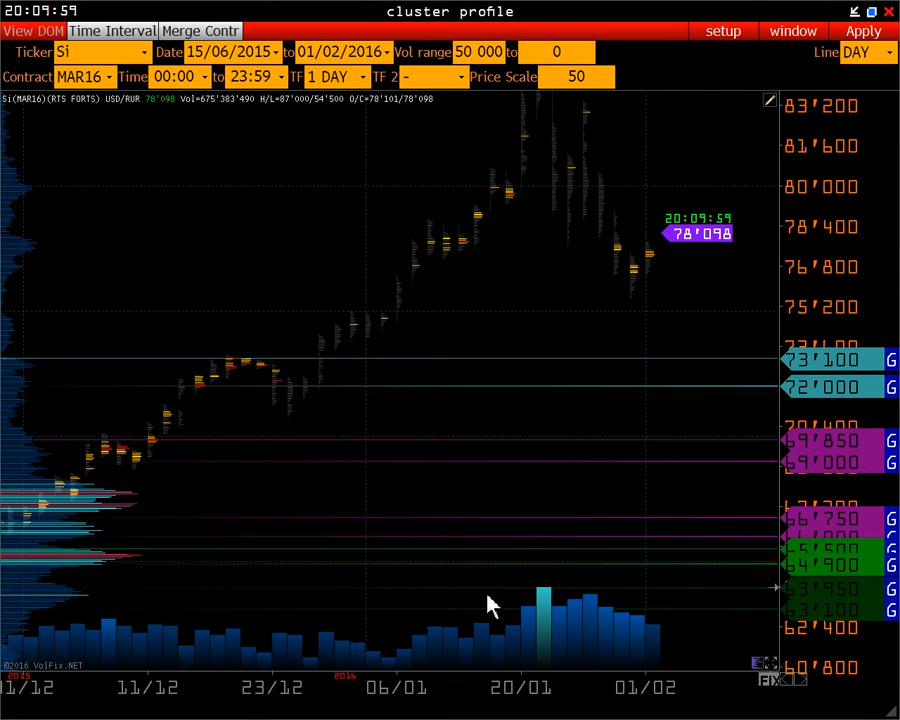 20:09:59 cluster profile
View DOM Time Interval Merge Contr setup window Apply
Ticker Si Date 15/06/2015 to 01/02/2016 Vol range 50 000 to 0 Line DAY
Contract MAR16 Time 00:00 to 23:59 TF 1 DAY TF 2 - Price Scale 50
Si(MAR16)(RTS FORTS) USD/RUR 78'098 Vol=675'383'490 H/L=87'000/54'500 O/C=78'101/78'098
83'200
81'600
80'000
20:09:59
78'400
78'098
76'800
75'200
73'100 G
72'000 G
69'850 G
69'000 G
66'750 G
G
65'500 G
64'900 G
63'950 G
63'100 G
62'400
©2016 VolFix.NET
60'800
2015 2016 FIX
11/12 23/12 06/01 20/01 01/02